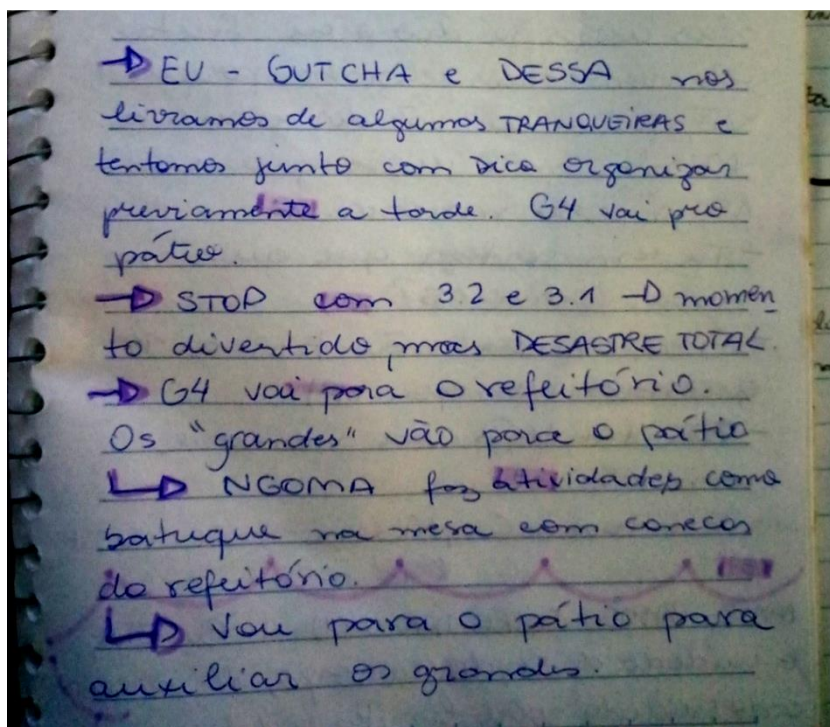 → EU - GUTCHA e DESSA nos
livramos de algumas TRANQUEIRAS e
tentamos junto com Dica organizar
previamente a tarde. G4 vai pro
pátio.
→ STOP com 3.2 e 3.1 → momen
to divertido, mas DESASTRE TOTAL.
→ G4 vai para o refeitório.
Os "grandes" vão para o pátio
↳ NGOMA faz atividades como
batuque na mesa com canecas
do refeitório.
↳ Vou para o pátio para
auxiliar os grandes.